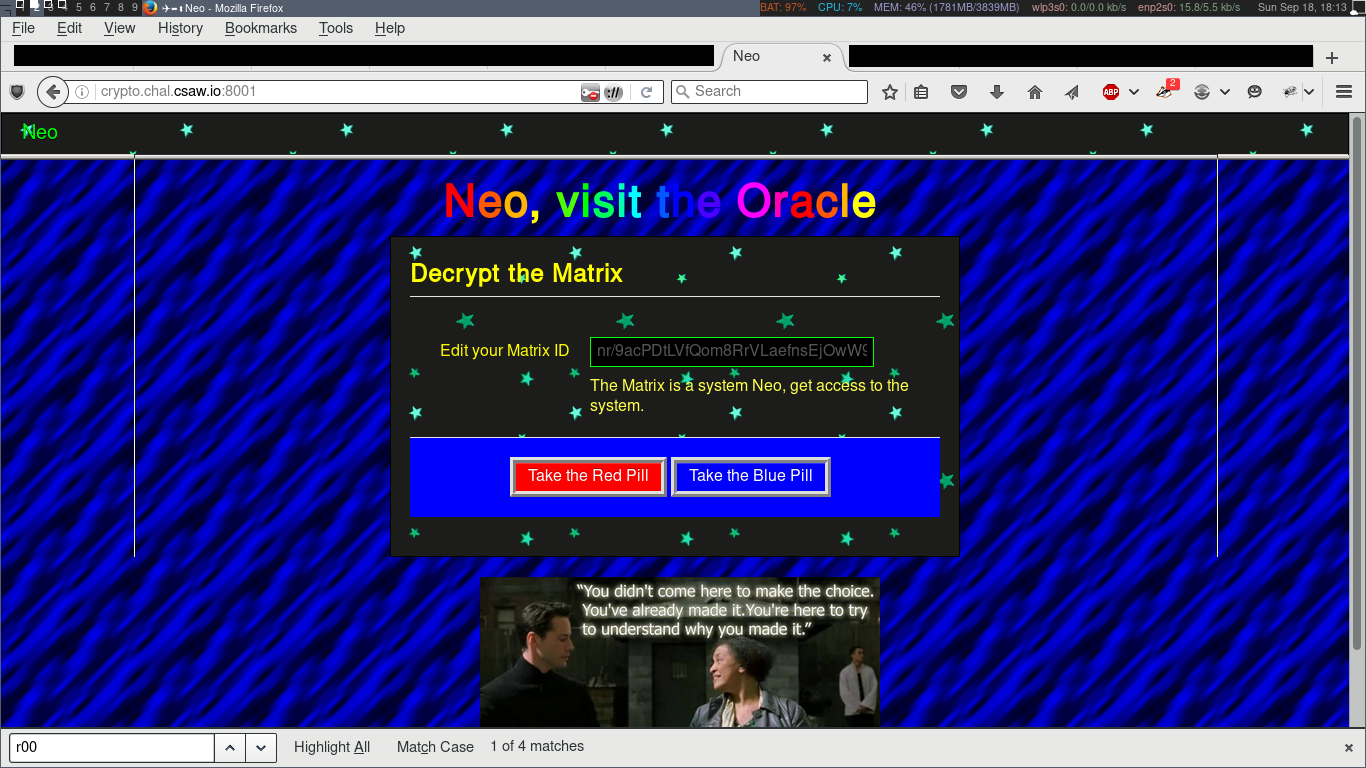 1 2 3 4 5 6 7 8 9 Neo - Mozilla Firefox BAT: 97% CPU: 7% MEM: 46% (1781MB/3839MB) wlp3s0: 0.0/0.0 kb/s enp2s0: 15.8/5.5 kb/s Sun Sep 18, 18:13
File Edit View History Bookmarks Tools Help
Neo
crypto.chal.csaw.io:8001 Search ABP 2
Neo
Neo, visit the Oracle
Decrypt the Matrix
Edit your Matrix ID nr/9acPDtLVfQom8RrVLaefnsEjOwW9
The Matrix is a system Neo, get access to the
system.
Take the Red Pill Take the Blue Pill
“You didn't come here to make the choice.
You've already made it.You're here to try
to understand why you made it.”
r00 Highlight All Match Case 1 of 4 matches